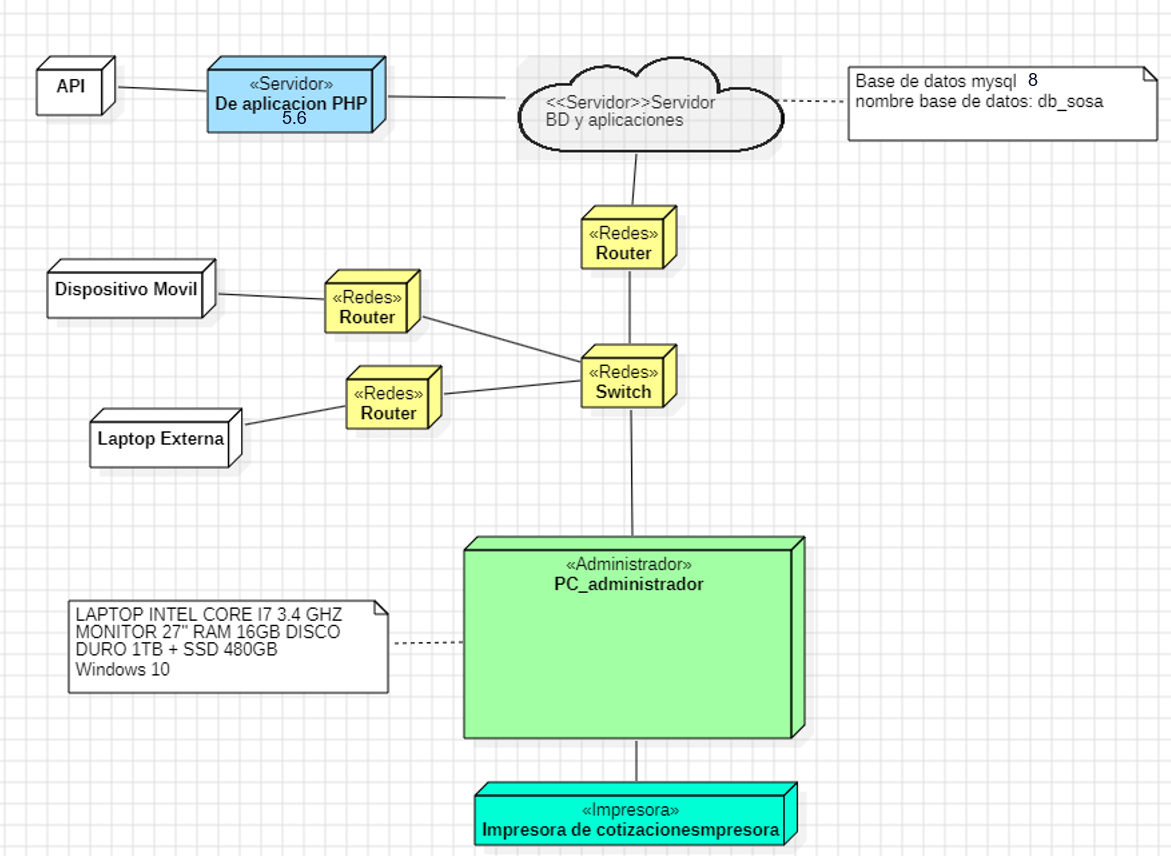 API
«Servidor»
De aplicacion PHP
5.6
<<Servidor>>Servidor
BD y aplicaciones
Base de datos mysql 8
nombre base de datos: db_sosa
«Redes»
Router
Dispositivo Movil
«Redes»
Router
«Redes»
Switch
«Redes»
Router
Laptop Externa
«Administrador»
PC_administrador
LAPTOP INTEL CORE I7 3.4 GHZ
MONITOR 27" RAM 16GB DISCO
DURO 1TB + SSD 480GB
Windows 10
«Impresora»
Impresora de cotizacionesmpresora